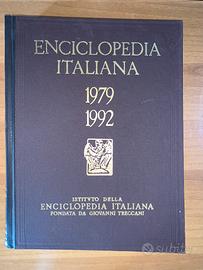 ENCICLOPEDIA
ITALIANA
1979
1992
ISTITVTO DELLA
ENCICLOPEDIA ITALIANA
FONDATA DA GIOVANNI TRECCANI
subito